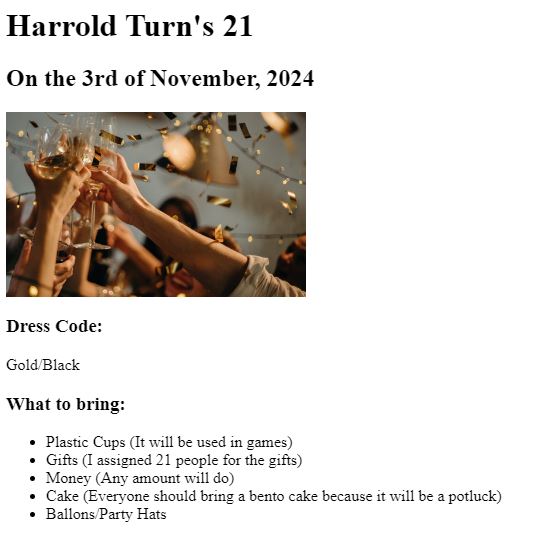 Harrold Turn's 21
On the 3rd of November, 2024
Dress Code:
Gold/Black
What to bring:
Plastic Cups (It will be used in games)
Gifts (I assigned 21 people for the gifts)
Money (Any amount will do)
Cake (Everyone should bring a bento cake because it will be a potluck)
Ballons/Party Hats